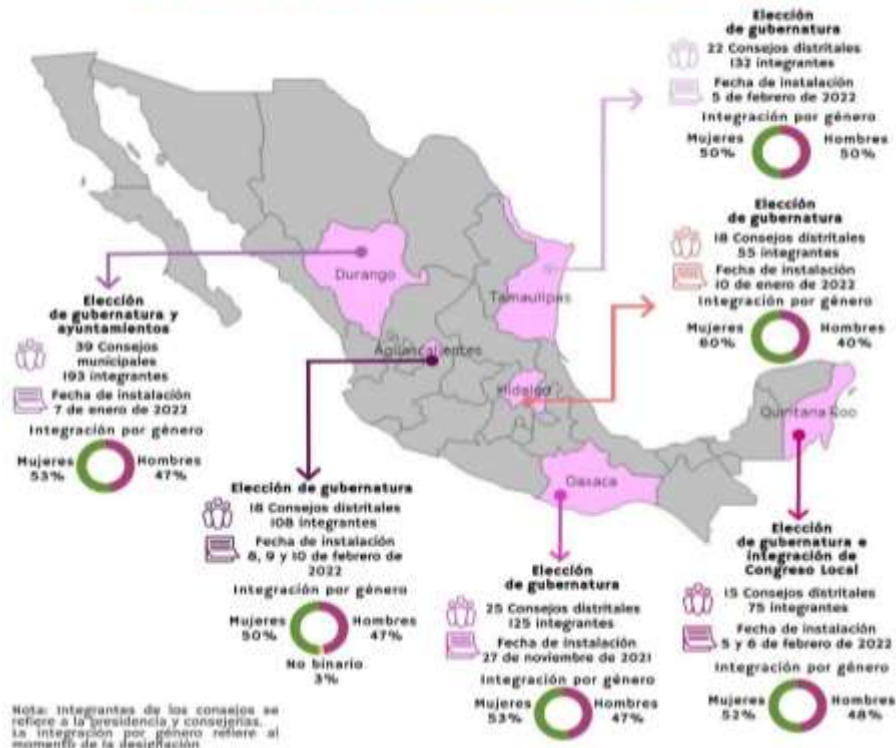 Elección
de gubernatura
22 Consejos distritales
132 integrantes
Fecha de instalación
5 de febrero de 2022
Integración por género
Mujeres
50%
Hombres
50%
Elección
de gubernatura
18 Consejos distritales
55 integrantes
Fecha de instalación
10 de enero de 2022
Integración por género
Mujeres
60%
Hombres
40%
Durango
Tamaulipas
Aguascalientes
Hidalgo
Quintana Roo
Oaxaca
Elección
de gubernatura y
ayuntamientos
39 Consejos
municipales
193 integrantes
Fecha de instalación
7 de enero de 2022
Integración por género
Mujeres
53%
Hombres
47%
Elección de gubernatura
18 Consejos distritales
108 integrantes
Fecha de instalación
8, 9 y 10 de febrero de
2022
Integración por género
Mujeres
50%
Hombres
47%
No binario
3%
Elección
de gubernatura
25 Consejos distritales
125 integrantes
Fecha de instalación
27 de noviembre de 2021
Integración por género
Mujeres
53%
Hombres
47%
Elección
de gubernatura e
integración de
Congreso Local
15 Consejos distritales
75 integrantes
Fecha de instalación
5 y 6 de febrero de 2022
Integración por género
Mujeres
52%
Hombres
48%
Nota: Integrantes de los consejos se
refiere a la presidencia y consejerías.
La integración por género refiere al
momento de la designación